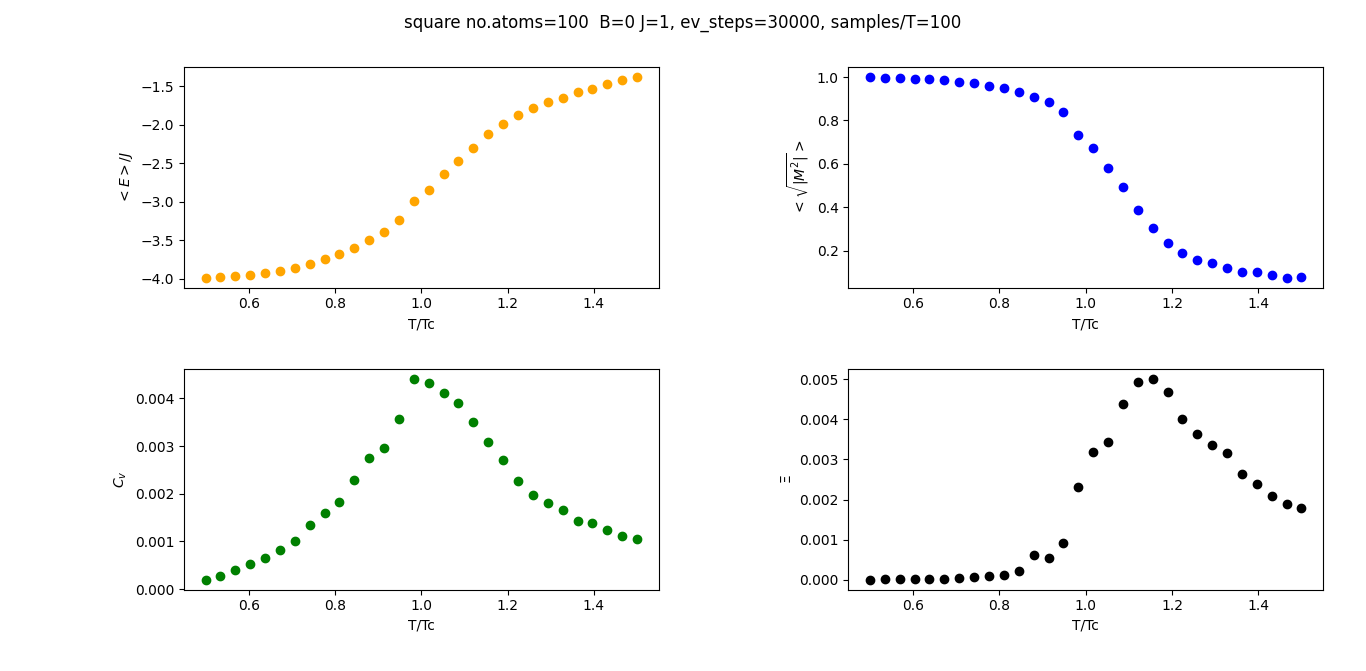 square no.atoms=100  B=0 J=1, ev_steps=30000, samples/T=100
< E > /J
−1.5
−2.0
−2.5
−3.0
−3.5
−4.0
0.6 0.8 1.0 1.2 1.4
T/Tc
< √|M²| >
1.0
0.8
0.6
0.4
0.2
0.6 0.8 1.0 1.2 1.4
T/Tc
Cᵥ
0.004
0.003
0.002
0.001
0.000
0.6 0.8 1.0 1.2 1.4
T/Tc
Ξ
0.005
0.004
0.003
0.002
0.001
0.000
0.6 0.8 1.0 1.2 1.4
T/Tc